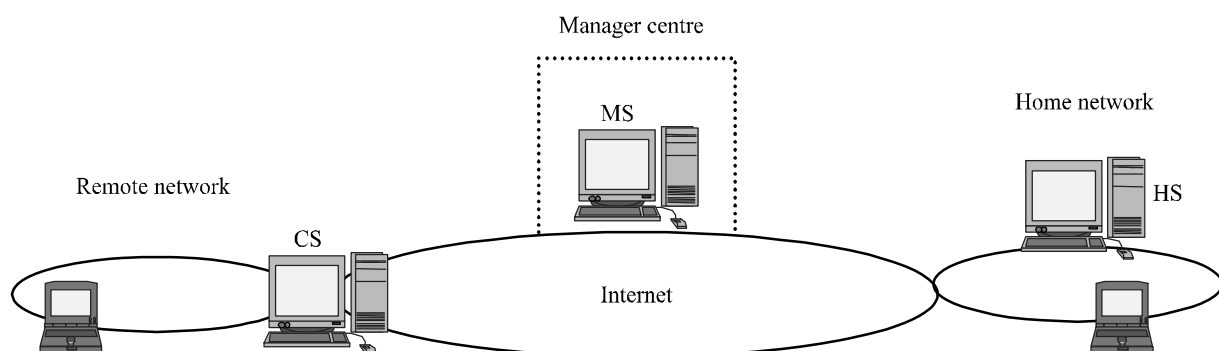 Manager centre
MS
Home network
Remote network
HS
CS
Internet